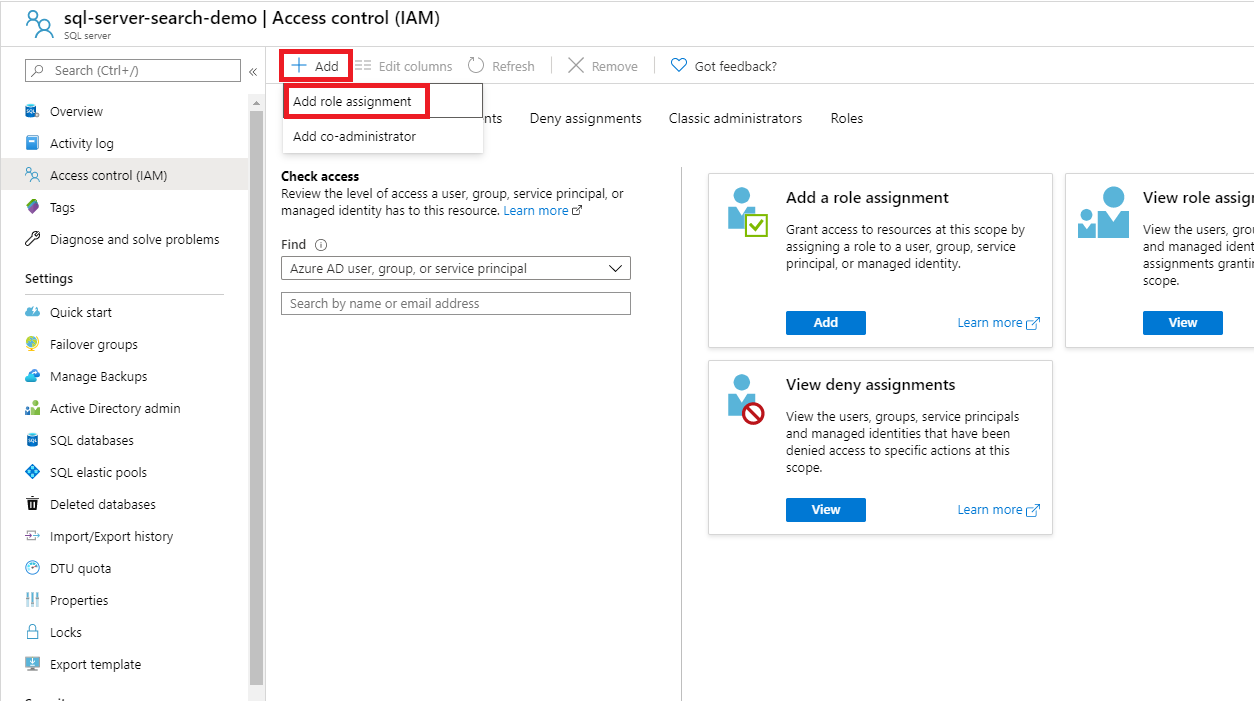 sql-server-search-demo | Access control (IAM)
SQL server
Search (Ctrl+/)
«
Overview
Activity log
Access control (IAM)
Tags
Diagnose and solve problems
Settings
Quick start
Failover groups
Manage Backups
Active Directory admin
SQL databases
SQL elastic pools
Deleted databases
Import/Export history
DTU quota
Properties
Locks
Export template
Add
Edit columns
Refresh
Remove
Got feedback?
Add role assignment
Add co-administrator
nts
Deny assignments
Classic administrators
Roles
Check access
Review the level of access a user, group, service principal, or
managed identity has to this resource. Learn more
Find
Azure AD user, group, or service principal
Search by name or email address
Add a role assignment
Grant access to resources at this scope by
assigning a role to a user, group, service
principal, or managed identity.
Add
Learn more
View role assign
View the users, grou
and managed identit
assignments grantin
scope.
View
View deny assignments
View the users, groups, service principals
and managed identities that have been
denied access to specific actions at this
scope.
View
Learn more